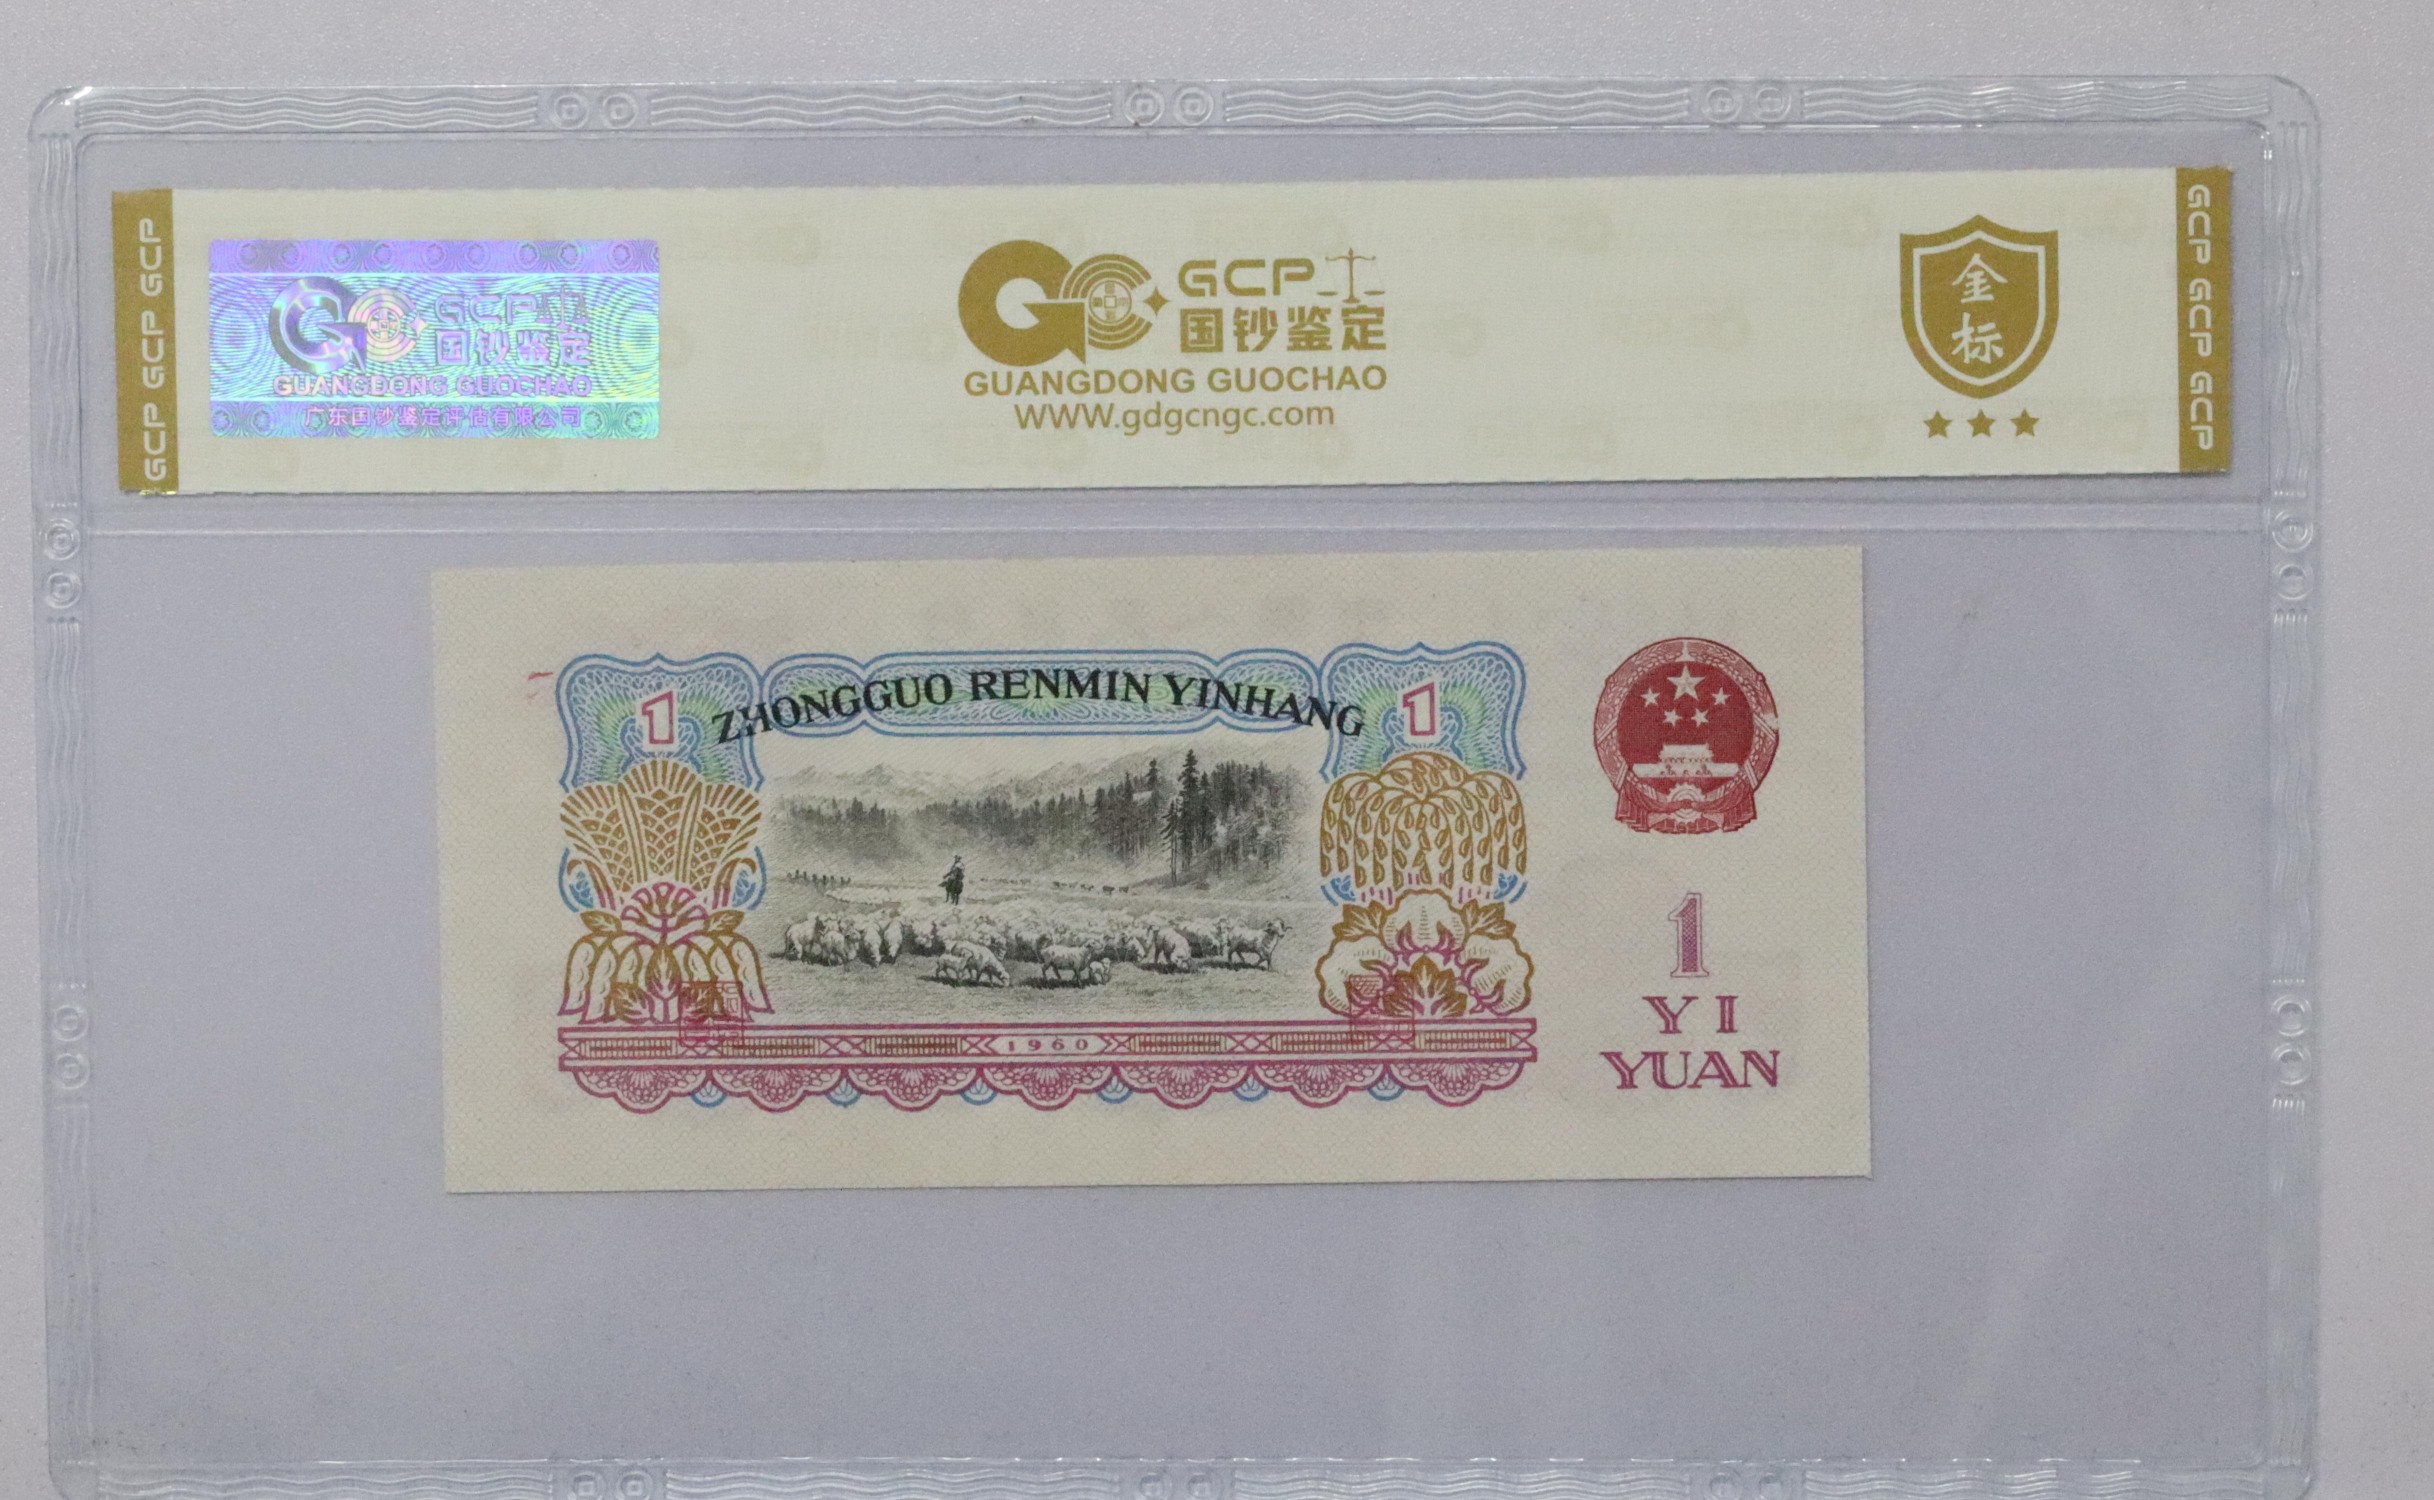 GCP GCP GCP
GCP
国钞鉴定
GUANGDONG GUOCHAO
广东国钞鉴定评估有限公司
GCP
国钞鉴定
GUANGDONG GUOCHAO
WWW.gdgcngc.com
金
标
GCP GCP GCP
ZHONGGUO RENMIN YINHANG
1
1
1960
1
YI
YUAN